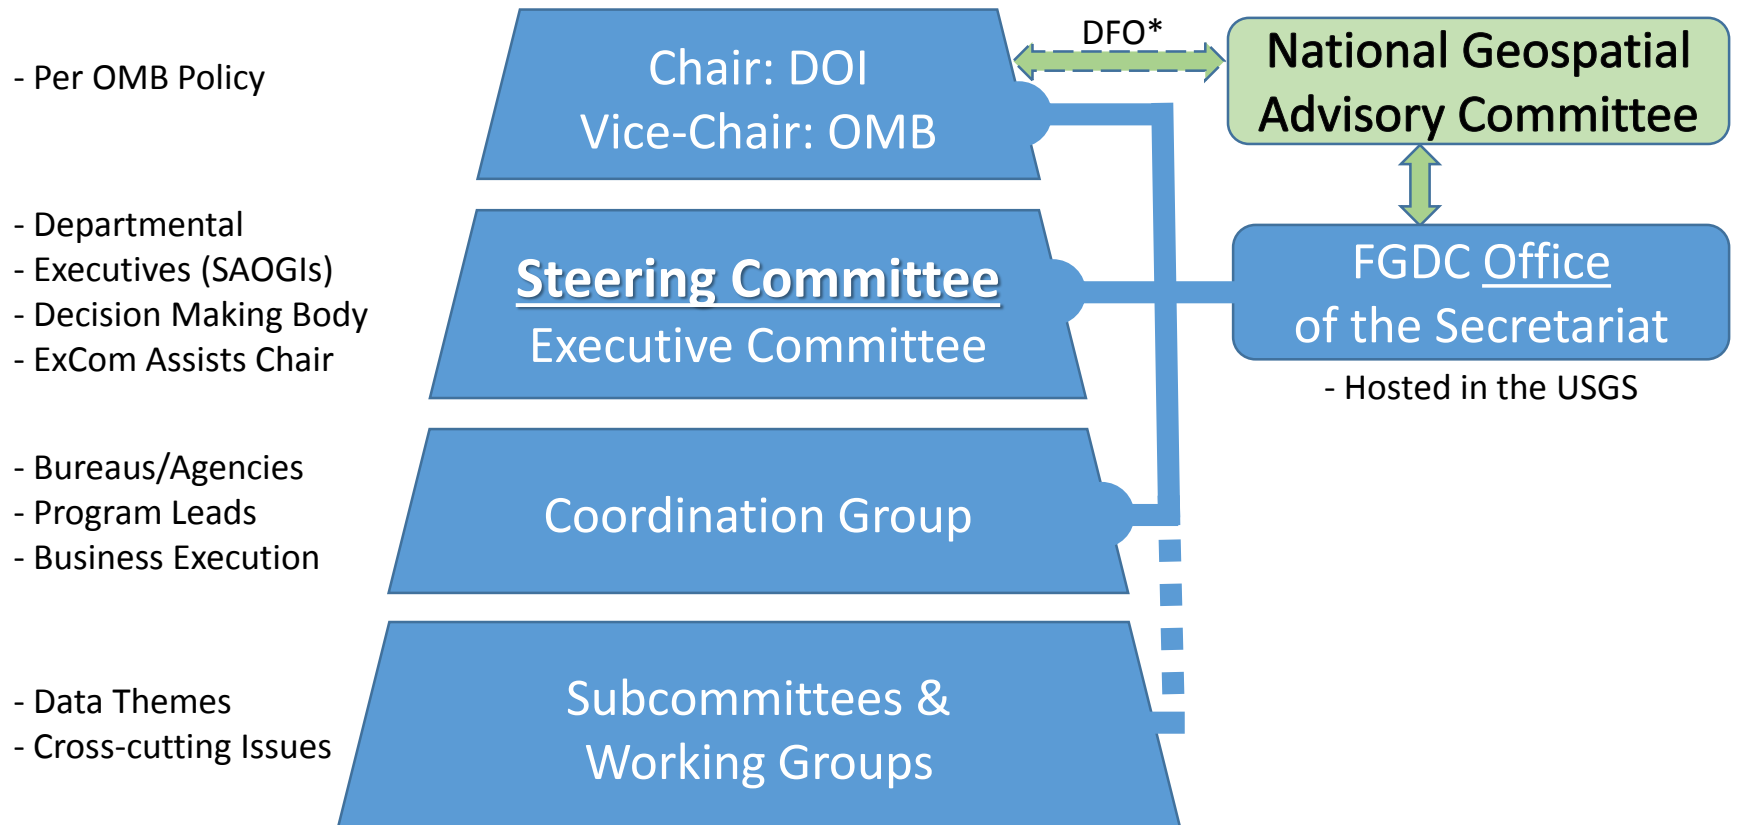 - Per OMB Policy
Chair: DOI
Vice-Chair: OMB
DFO*
National Geospatial
Advisory Committee
- Departmental
- Executives (SAOGIs)
- Decision Making Body
- ExCom Assists Chair
Steering Committee
Executive Committee
FGDC Office
of the Secretariat
- Hosted in the USGS
- Bureaus/Agencies
- Program Leads
- Business Execution
Coordination Group
- Data Themes
- Cross-cutting Issues
Subcommittees &
Working Groups